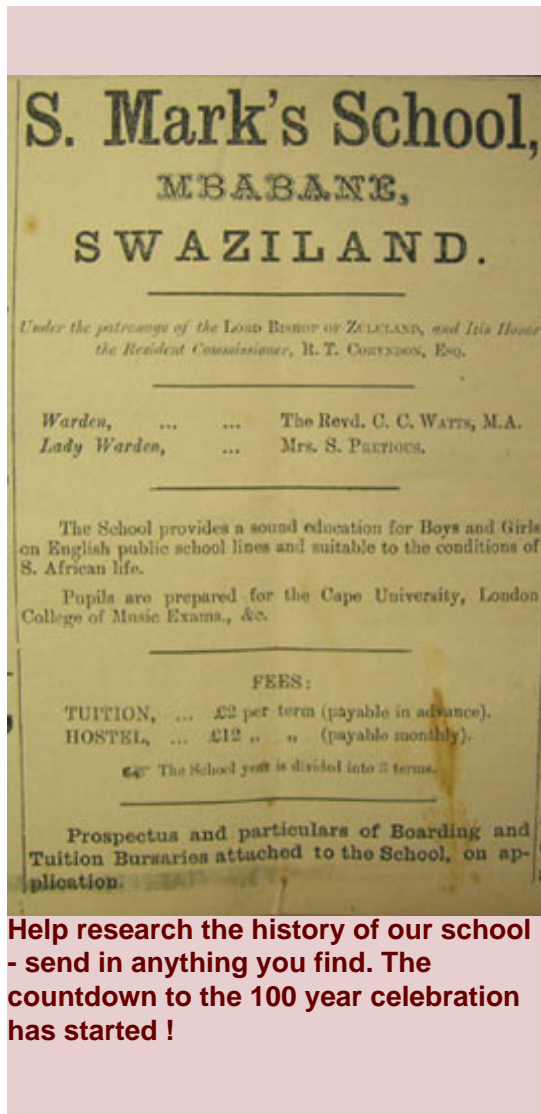 S. Mark's School,
MBABANE,
SWAZILAND.
Under the patronage of the LORD BISHOP OF ZULULAND, and His Honor
the Resident Commissioner, R. T. CORYNDON, ESQ.
Warden, ... ... The Revd. C. C. WATTS, M.A.
Lady Warden, ... Mrs. S. PRETIOUS.
The School provides a sound education for Boys and Girls
on English public school lines and suitable to the conditions of
S. African life.
Pupils are prepared for the Cape University, London
College of Music Exams., &c.
FEES:
TUITION, ... £2 per term (payable in advance).
HOSTEL, ... £12 „ „ (payable monthly).
☞ The School year is divided into 3 terms.
Prospectus and particulars of Boarding and
Tuition Bursaries attached to the School, on ap-
plication.
Help research the history of our school
- send in anything you find. The
countdown to the 100 year celebration
has started !